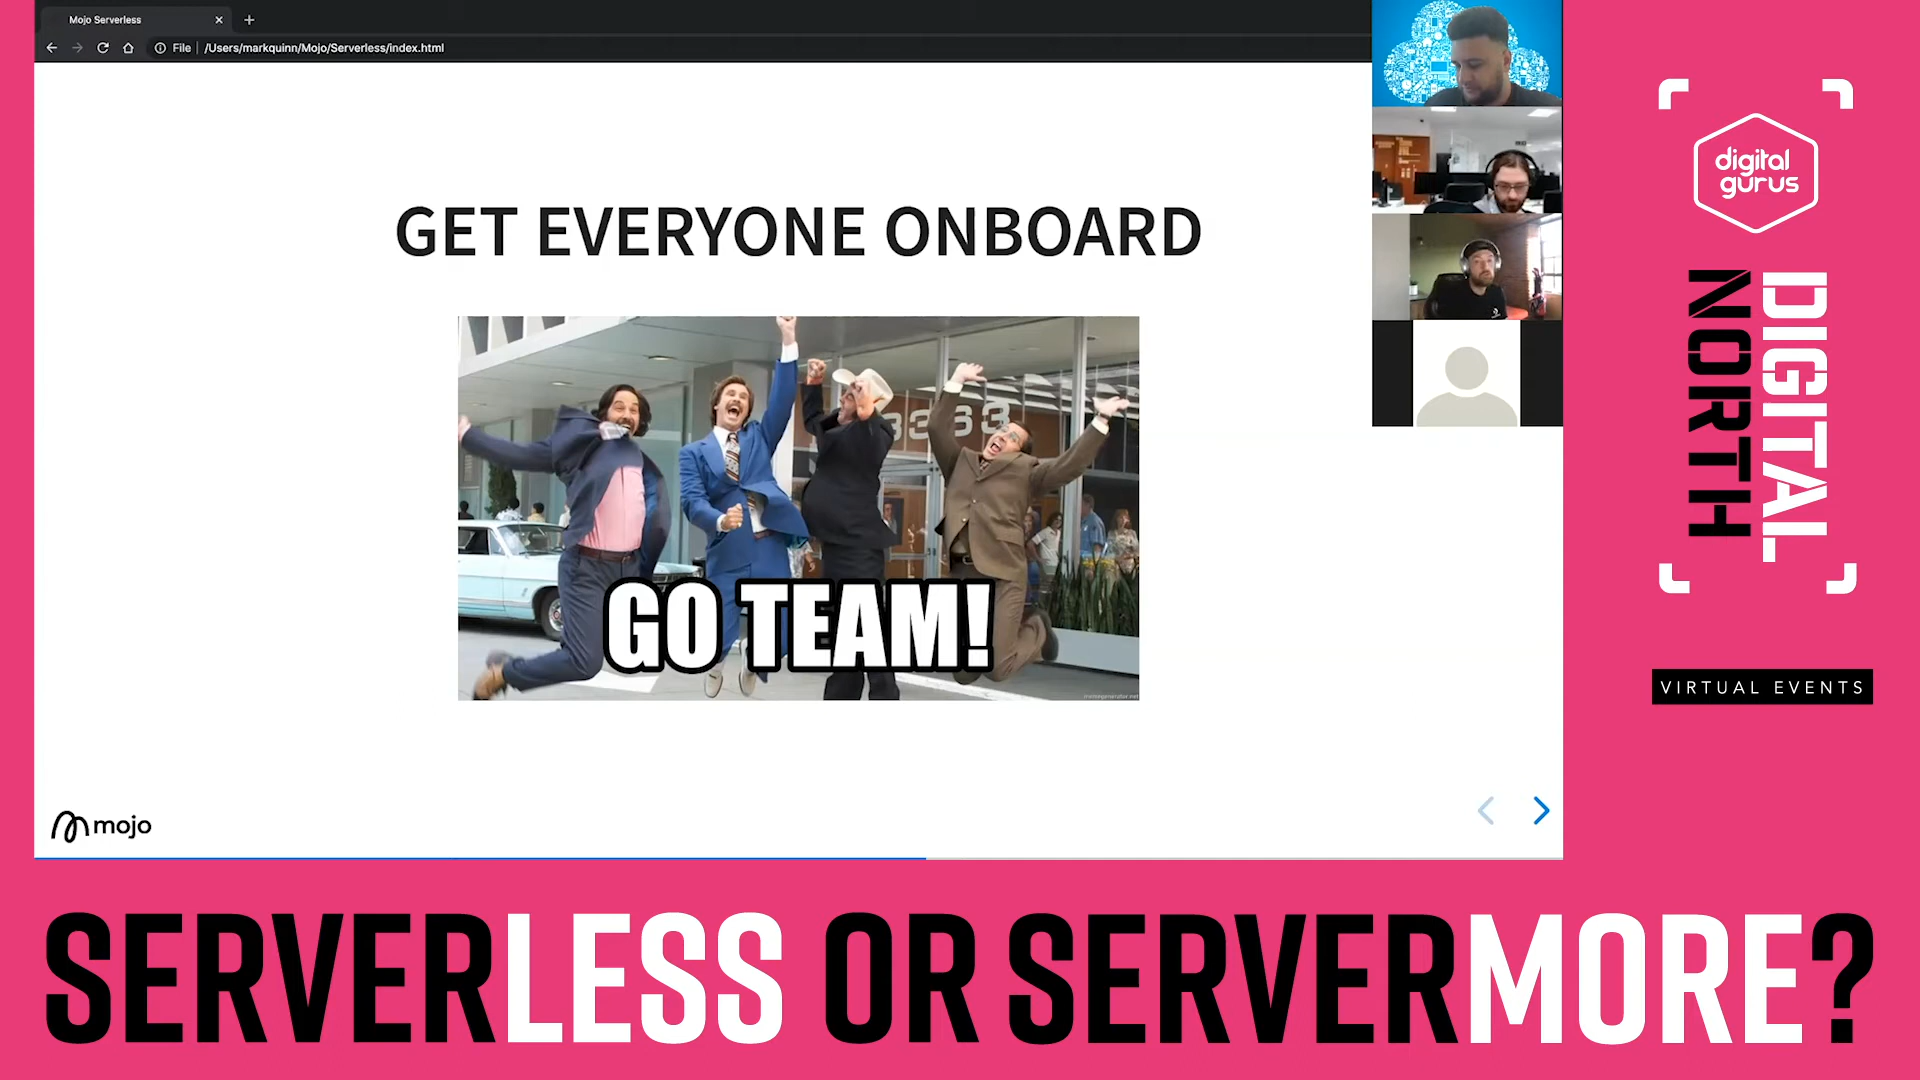 Mojo Serverless
File
/Users/markquinn/Mojo/Serverless/index.html
GET EVERYONE ONBOARD
3363
GO TEAM!
mojo
digital
gurus
DIGITAL
NORTH
VIRTUAL EVENTS
SERVERLESS OR SERVERMORE?